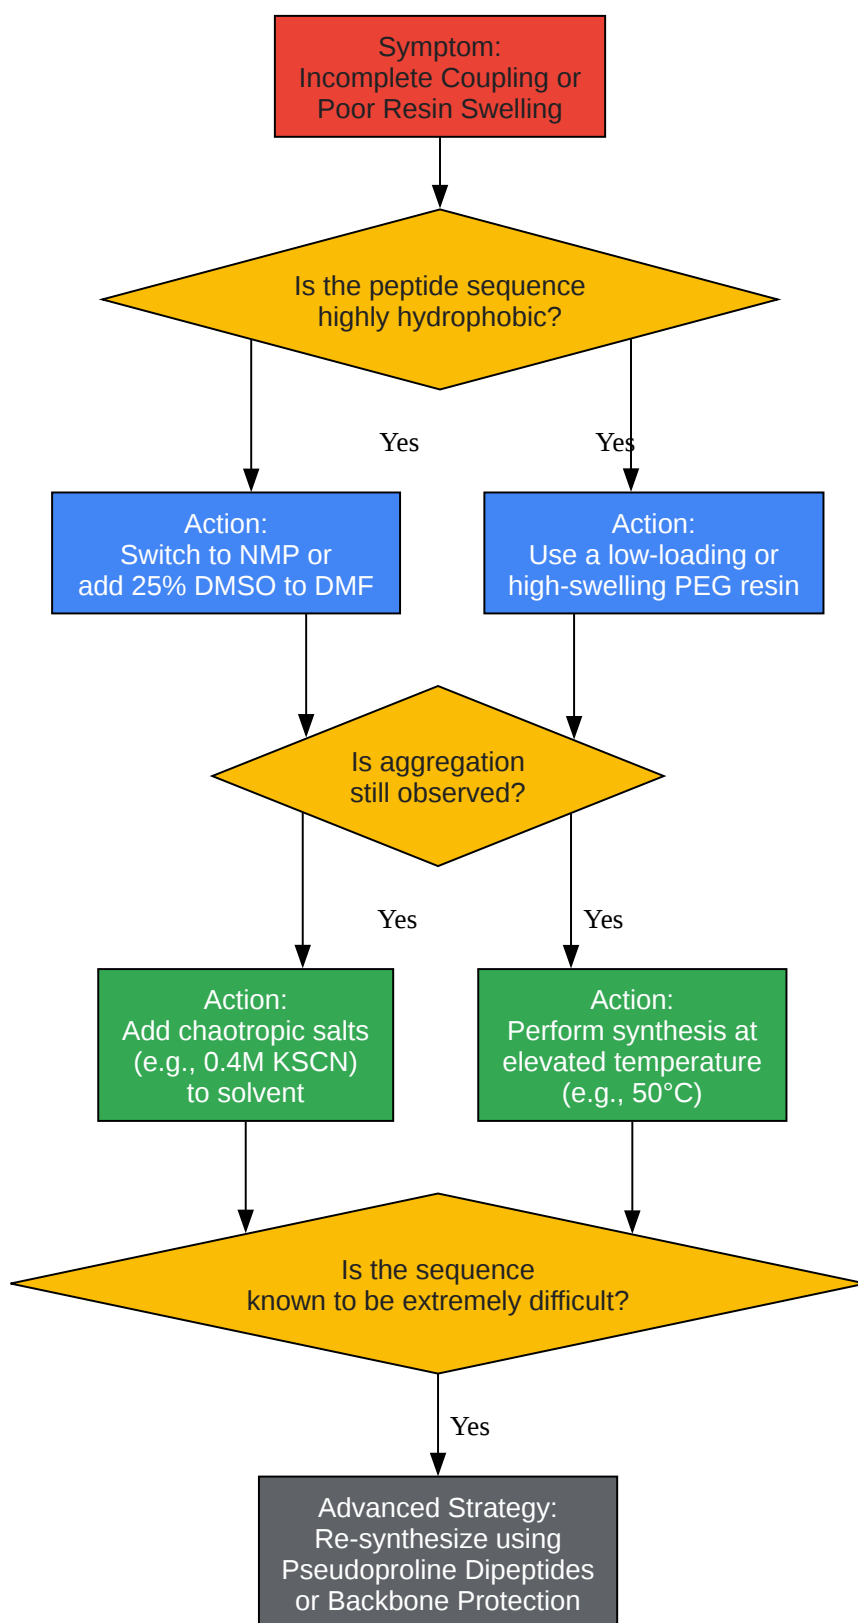 Symptom:
Incomplete Coupling or
Poor Resin Swelling
Is the peptide sequence
highly hydrophobic?
Yes
Yes
Action:
Switch to NMP or
add 25% DMSO to DMF
Action:
Use a low-loading or
high-swelling PEG resin
Is aggregation
still observed?
Yes
Yes
Action:
Add chaotropic salts
(e.g., 0.4M KSCN)
to solvent
Action:
Perform synthesis at
elevated temperature
(e.g., 50°C)
Is the sequence
known to be extremely difficult?
Yes
Advanced Strategy:
Re-synthesize using
Pseudoproline Dipeptides
or Backbone Protection